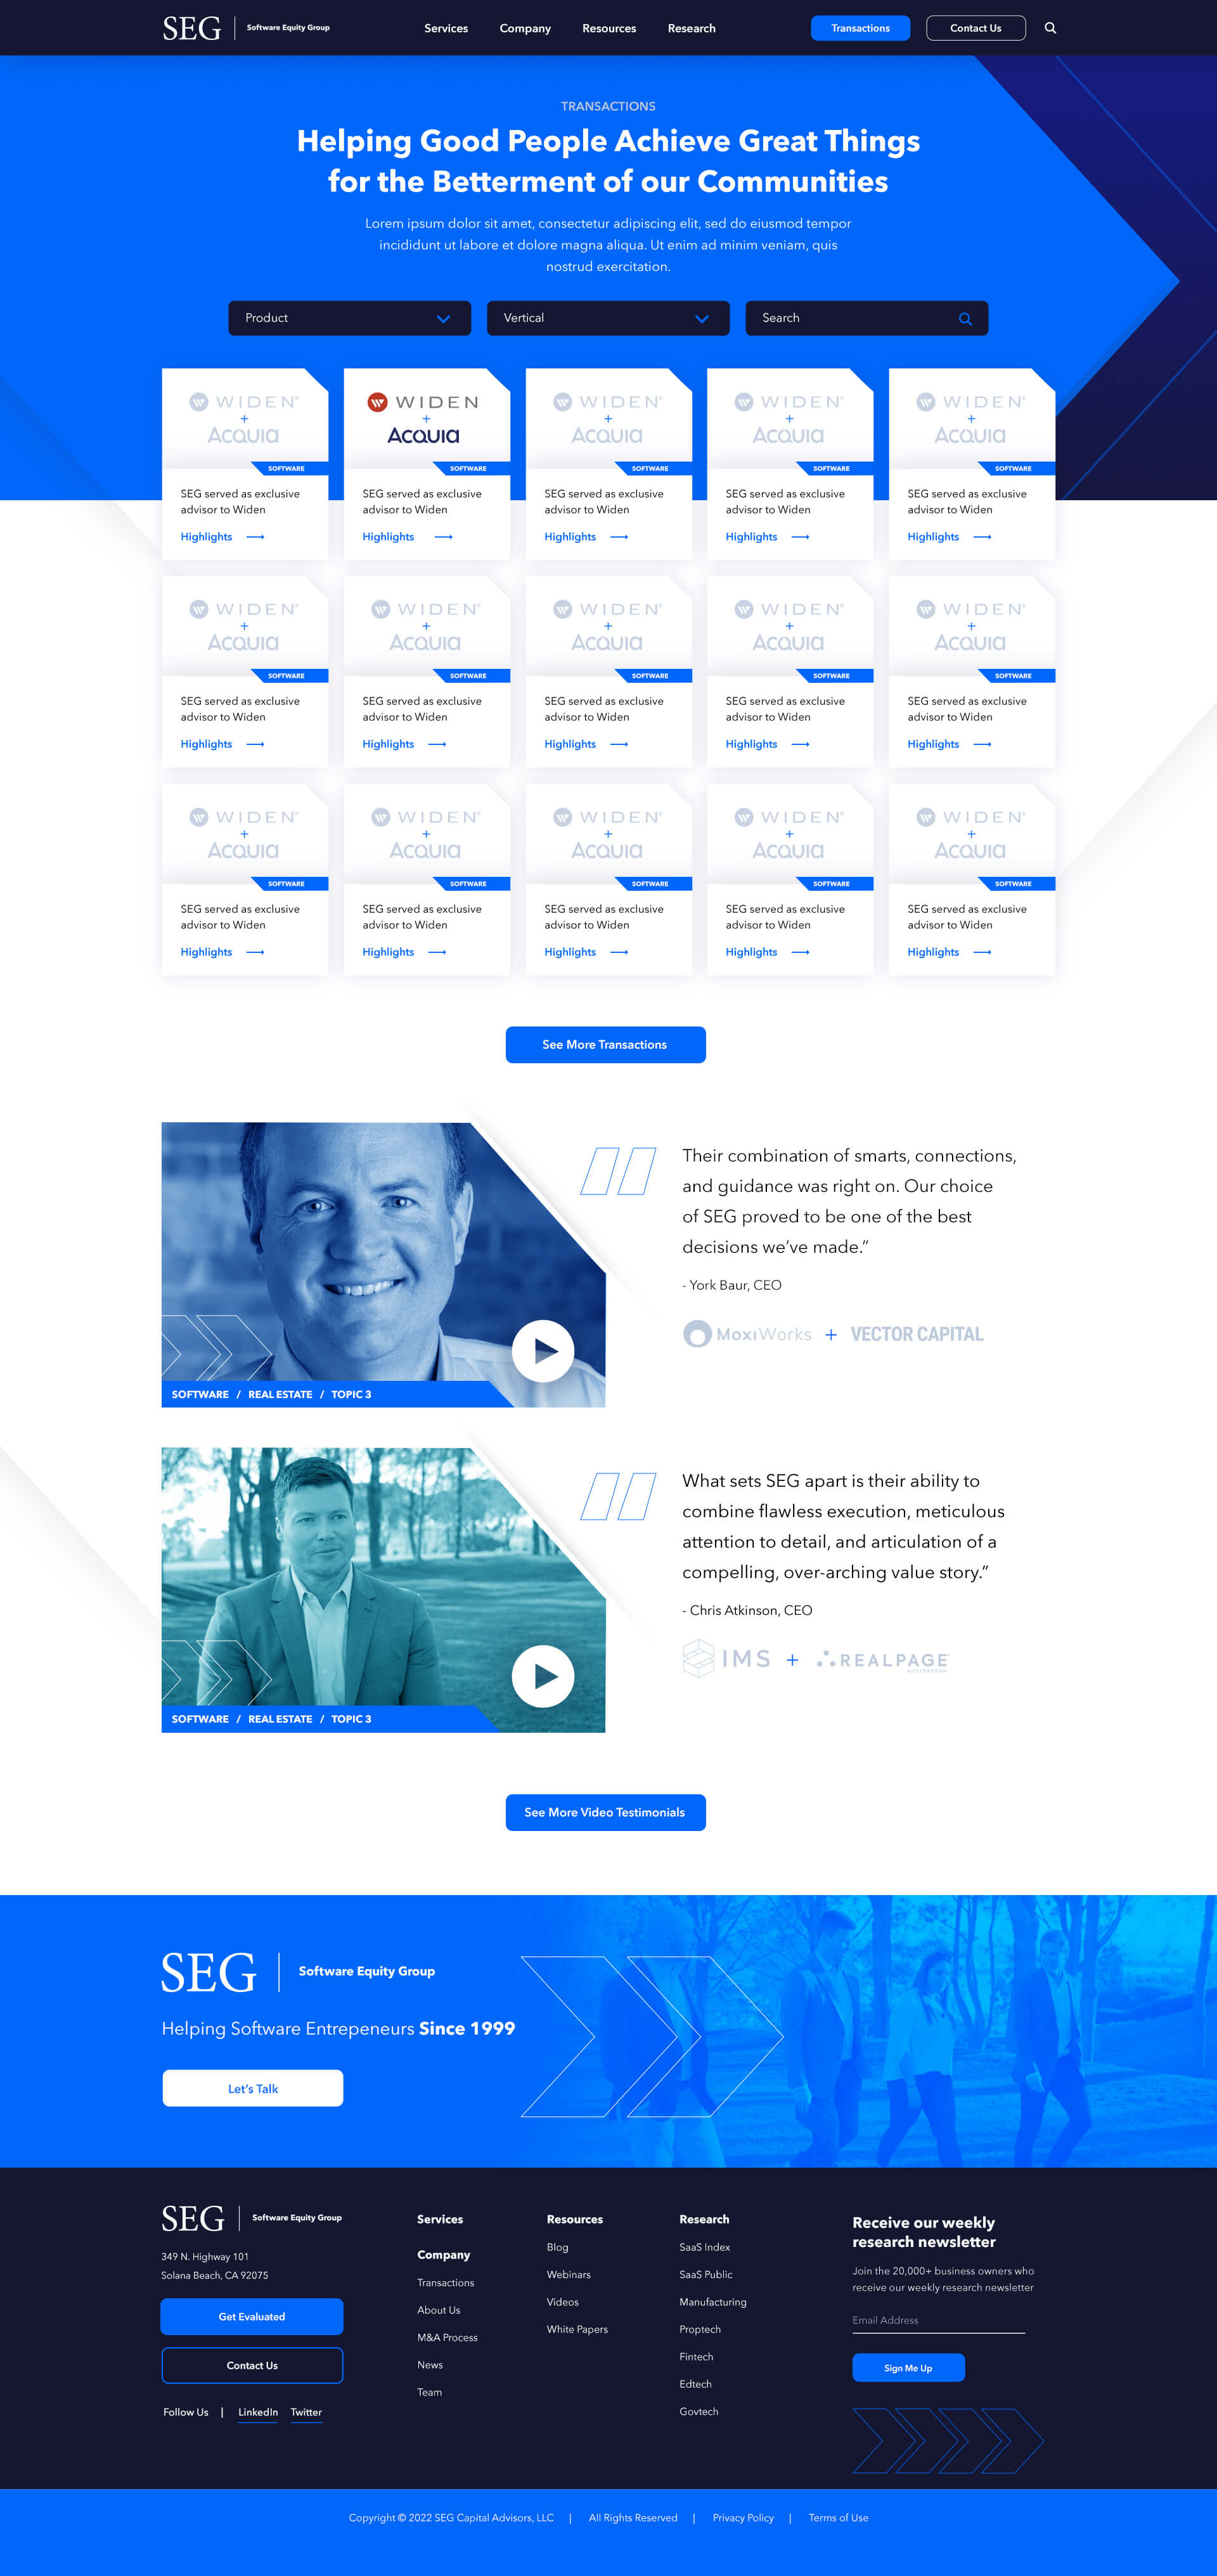 SEG | Software Equity Group
Services Company Resources Research
Transactions Contact Us
TRANSACTIONS
Helping Good People Achieve Great Things
for the Betterment of our Communities
Lorem ipsum dolor sit amet, consectetur adipiscing elit, sed do eiusmod tempor
incididunt ut labore et dolore magna aliqua. Ut enim ad minim veniam, quis
nostrud exercitation.
Product Vertical Search
WIDEN® WIDEN WIDEN® WIDEN® WIDEN®
+ + + + +
Acquia Acquia Acquia Acquia Acquia
SOFTWARE SOFTWARE SOFTWARE SOFTWARE SOFTWARE
SEG served as exclusive SEG served as exclusive SEG served as exclusive SEG served as exclusive SEG served as exclusive
advisor to Widen advisor to Widen advisor to Widen advisor to Widen advisor to Widen
Highlights Highlights Highlights Highlights Highlights
WIDEN® WIDEN® WIDEN® WIDEN® WIDEN®
+ + + + +
Acquia Acquia Acquia Acquia Acquia
SOFTWARE SOFTWARE SOFTWARE SOFTWARE SOFTWARE
SEG served as exclusive SEG served as exclusive SEG served as exclusive SEG served as exclusive SEG served as exclusive
advisor to Widen advisor to Widen advisor to Widen advisor to Widen advisor to Widen
Highlights Highlights Highlights Highlights Highlights
WIDEN® WIDEN® WIDEN® WIDEN® WIDEN®
+ + + + +
Acquia Acquia Acquia Acquia Acquia
SOFTWARE SOFTWARE SOFTWARE SOFTWARE SOFTWARE
SEG served as exclusive SEG served as exclusive SEG served as exclusive SEG served as exclusive SEG served as exclusive
advisor to Widen advisor to Widen advisor to Widen advisor to Widen advisor to Widen
Highlights Highlights Highlights Highlights Highlights
See More Transactions
Their combination of smarts, connections,
and guidance was right on. Our choice
of SEG proved to be one of the best
decisions we've made."
- York Baur, CEO
MoxiWorks + VECTOR CAPITAL
SOFTWARE / REAL ESTATE / TOPIC 3
What sets SEG apart is their ability to
combine flawless execution, meticulous
attention to detail, and articulation of a
compelling, over-arching value story."
- Chris Atkinson, CEO
IMS + REALPAGE
OUTPERFORM
SOFTWARE / REAL ESTATE / TOPIC 3
See More Video Testimonials
SEG | Software Equity Group
Helping Software Entrepeneurs Since 1999
Let's Talk
SEG | Software Equity Group
349 N. Highway 101
Solana Beach, CA 92075
Get Evaluated
Contact Us
Follow Us | LinkedIn Twitter
Services
Company
Transactions
About Us
M&A Process
News
Team
Resources
Blog
Webinars
Videos
White Papers
Research
SaaS Index
SaaS Public
Manufacturing
Proptech
Fintech
Edtech
Govtech
Receive our weekly
research newsletter
Join the 20,000+ business owners who
receive our weekly research newsletter
Email Address
Sign Me Up
Copyright © 2022 SEG Capital Advisors, LLC | All Rights Reserved | Privacy Policy | Terms of Use